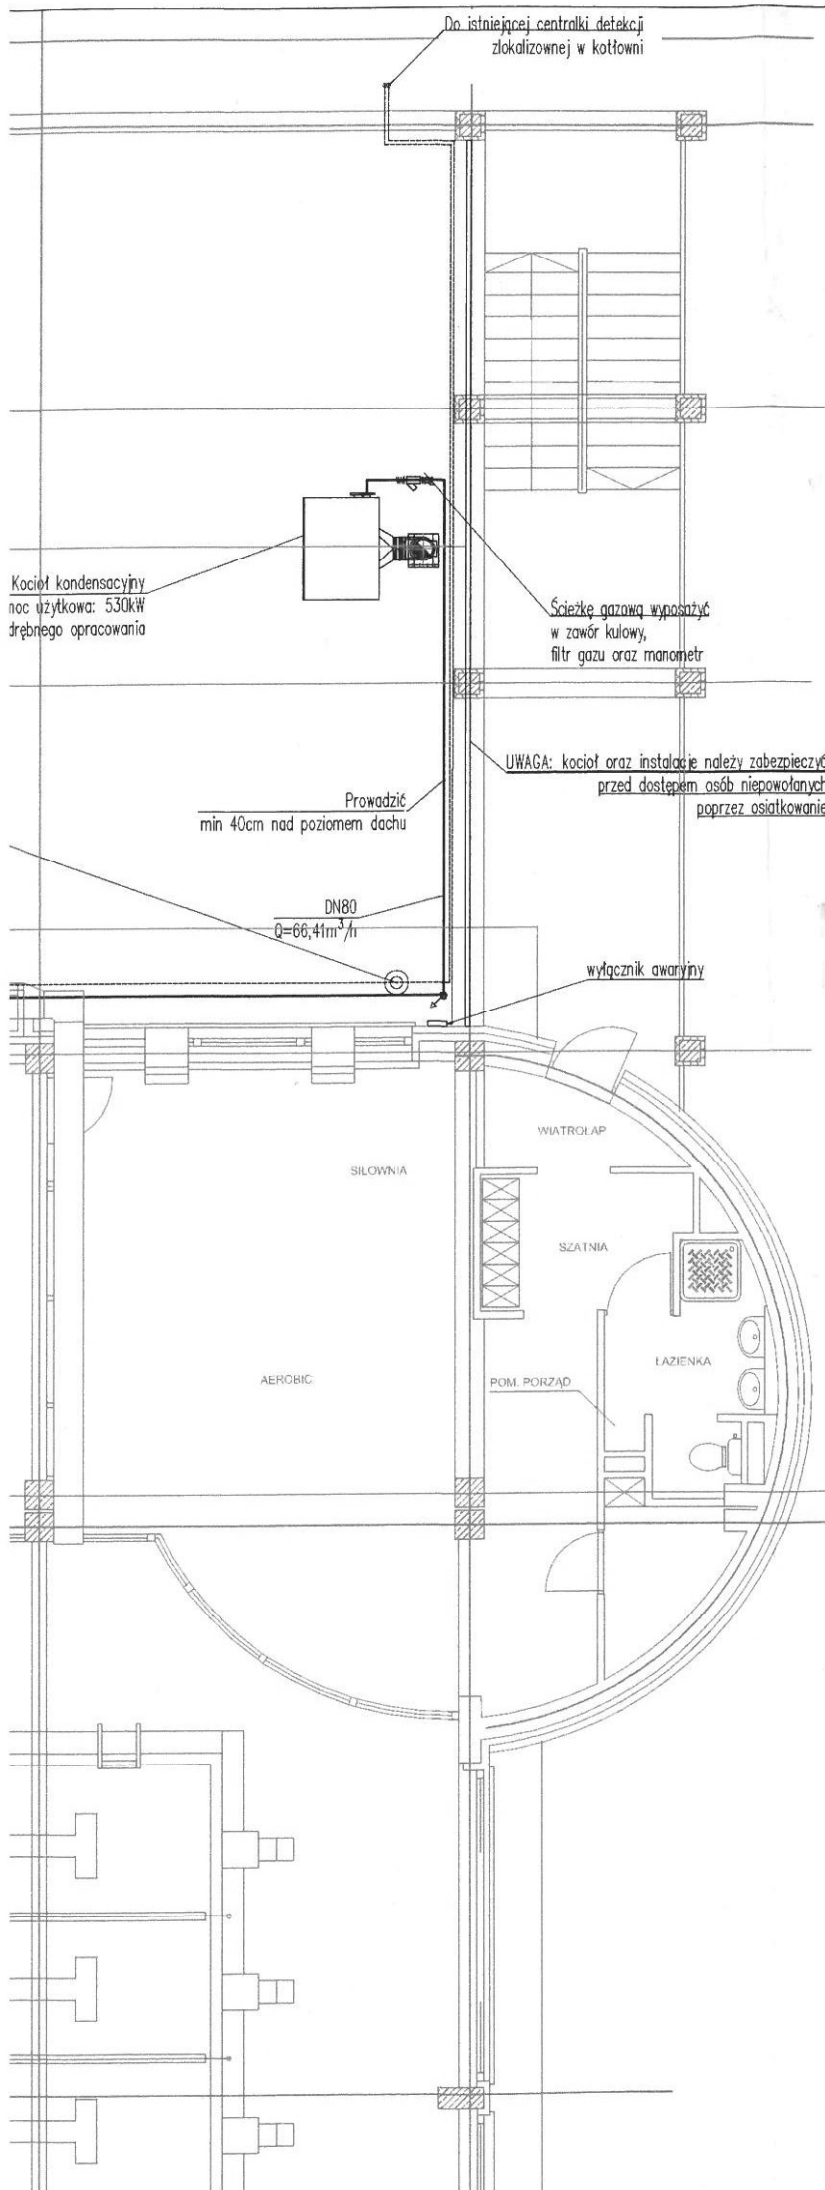 Do istniejącej centralki detekcji
zlokalizownej w kotłowni
Kocioł kondensacyjny
moc użytkowa: 530kW
drębnego opracowania
Ścieżkę gazową wyposażyć
w zawór kulowy,
filtr gazu oraz manometr
UWAGA: kocioł oraz instalacje należy zabezpieczyć
przed dostępem osób niepowołanych
poprzez osiatkowanie
Prowadzić
min 40cm nad poziomem dachu
DN80
Q=66,41m³/h
wyłącznik awaryjny
WIATROŁAP
SIŁOWNIA
SZATNIA
ŁAZIENKA
AEROBIC
POM. PORZĄD